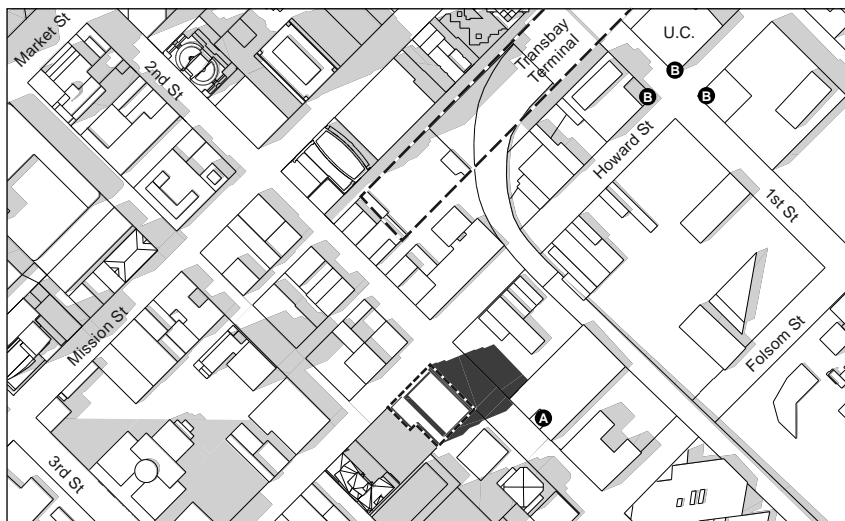 Market St
2nd St
Transbay
Terminal
U.C.
B
B
B
Howard St
1st St
Mission St
Folsom St
A
3rd St